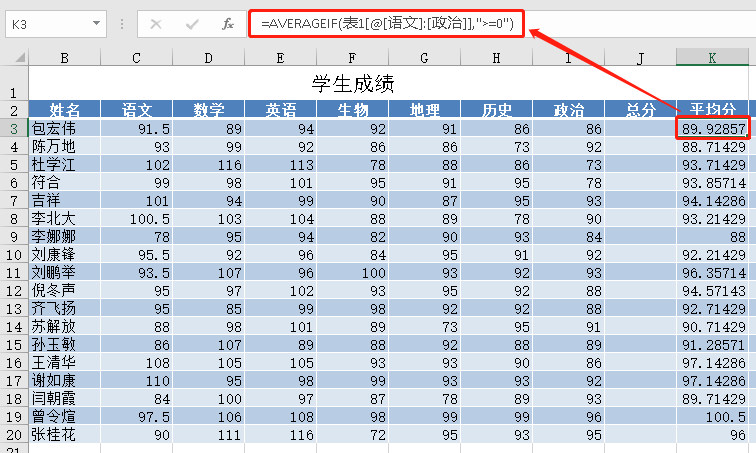 K3 fx =AVERAGEIF(表1[@[语文]:[政治]],">=0")
B C D E F G H I J K
1 学生成绩
2 姓名 语文 数学 英语 生物 地理 历史 政治 总分 平均分
3 包宏伟 91.5 89 94 92 91 86 86 89.92857
4 陈万地 93 99 92 86 86 73 92 88.71429
5 杜学江 102 116 113 78 88 86 73 93.71429
6 符合 99 98 101 95 91 95 78 93.85714
7 吉祥 101 94 99 90 87 95 93 94.14286
8 李北大 100.5 103 104 88 89 78 90 93.21429
9 李娜娜 78 95 94 82 90 93 84 88
10 刘康锋 95.5 92 96 84 95 91 92 92.21429
11 刘鹏举 93.5 107 96 100 93 92 93 96.35714
12 倪冬声 95 97 102 93 95 92 88 94.57143
13 齐飞扬 95 85 99 98 92 92 88 92.71429
14 苏解放 88 98 101 89 73 95 91 90.71429
15 孙玉敏 86 107 89 88 92 88 89 91.28571
16 王清华 108 105 105 93 93 90 86 97.14286
17 谢如康 110 95 98 99 93 93 92 97.14286
18 闫朝霞 84 100 97 87 78 89 93 89.71429
19 曾令煊 97.5 106 108 98 99 99 96 100.5
20 张桂花 90 111 116 72 95 93 95 96
21